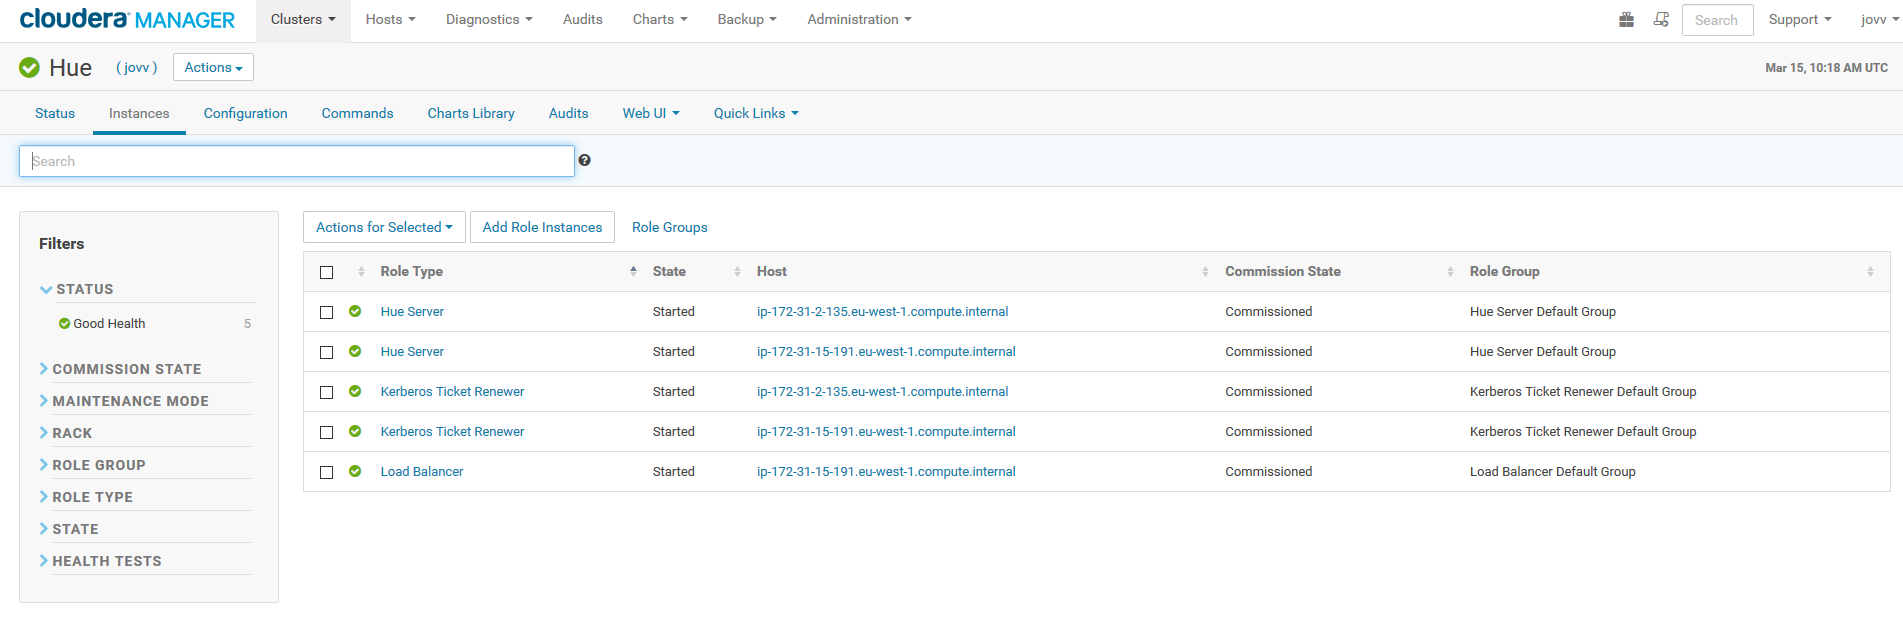 cloudera MANAGER Clusters Hosts Diagnostics Audits Charts Backup Administration Search Support jovv
Hue ( jovv ) Actions Mar 15, 10:18 AM UTC
Status Instances Configuration Commands Charts Library Audits Web UI Quick Links
Search ?
Filters
STATUS
Good Health 5
COMMISSION STATE
MAINTENANCE MODE
RACK
ROLE GROUP
ROLE TYPE
STATE
HEALTH TESTS
Actions for Selected Add Role Instances Role Groups
Role Type State Host Commission State Role Group
Hue Server Started ip-172-31-2-135.eu-west-1.compute.internal Commissioned Hue Server Default Group
Hue Server Started ip-172-31-15-191.eu-west-1.compute.internal Commissioned Hue Server Default Group
Kerberos Ticket Renewer Started ip-172-31-2-135.eu-west-1.compute.internal Commissioned Kerberos Ticket Renewer Default Group
Kerberos Ticket Renewer Started ip-172-31-15-191.eu-west-1.compute.internal Commissioned Kerberos Ticket Renewer Default Group
Load Balancer Started ip-172-31-15-191.eu-west-1.compute.internal Commissioned Load Balancer Default Group